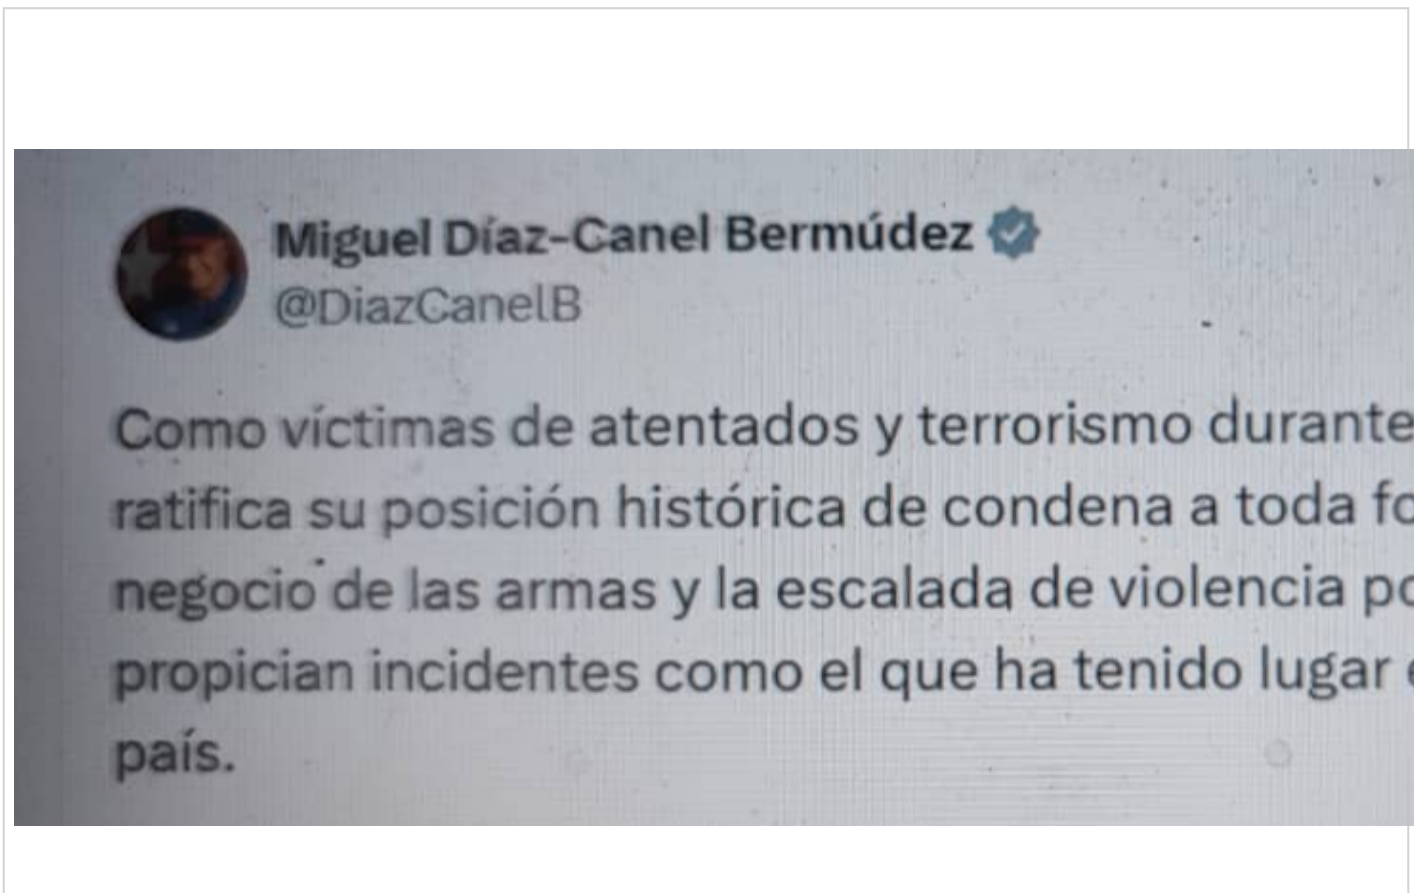 Miguel Díaz-Canel Bermúdez
@DiazCanelB
Como víctimas de atentados y terrorismo durante
ratifica su posición histórica de condena a toda
negocio de las armas y la escalada de violencia
propician incidentes como el que ha tenido lugar
país.